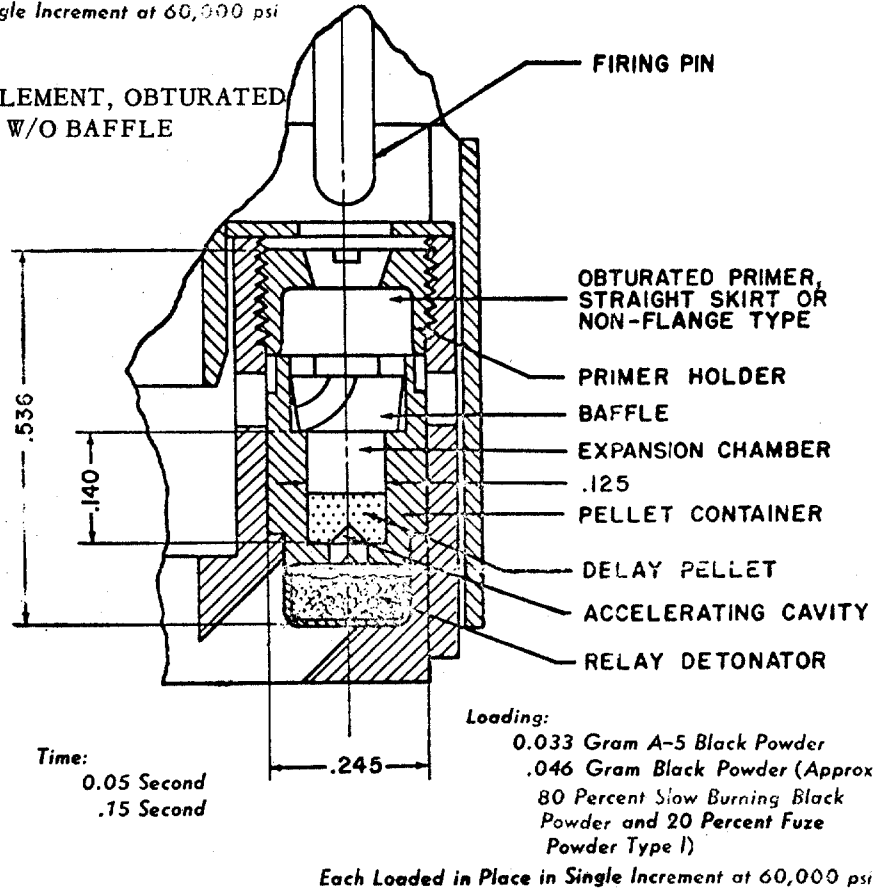 gle Increment at 60,000 psi
LEMENT, OBTURATED
W/O BAFFLE
FIRING PIN
OBTURATED PRIMER,
STRAIGHT SKIRT OR
NON-FLANGE TYPE
PRIMER HOLDER
BAFFLE
EXPANSION CHAMBER
.125
PELLET CONTAINER
DELAY PELLET
ACCELERATING CAVITY
RELAY DETONATOR
.536
.140
.245
Time:
0.05 Second
.15 Second
Loading:
0.033 Gram A-5 Black Powder
.046 Gram Black Powder (Approx
80 Percent Slow Burning Black
Powder and 20 Percent Fuze
Powder Type I)
Each Loaded in Place in Single Increment at 60,000 psi